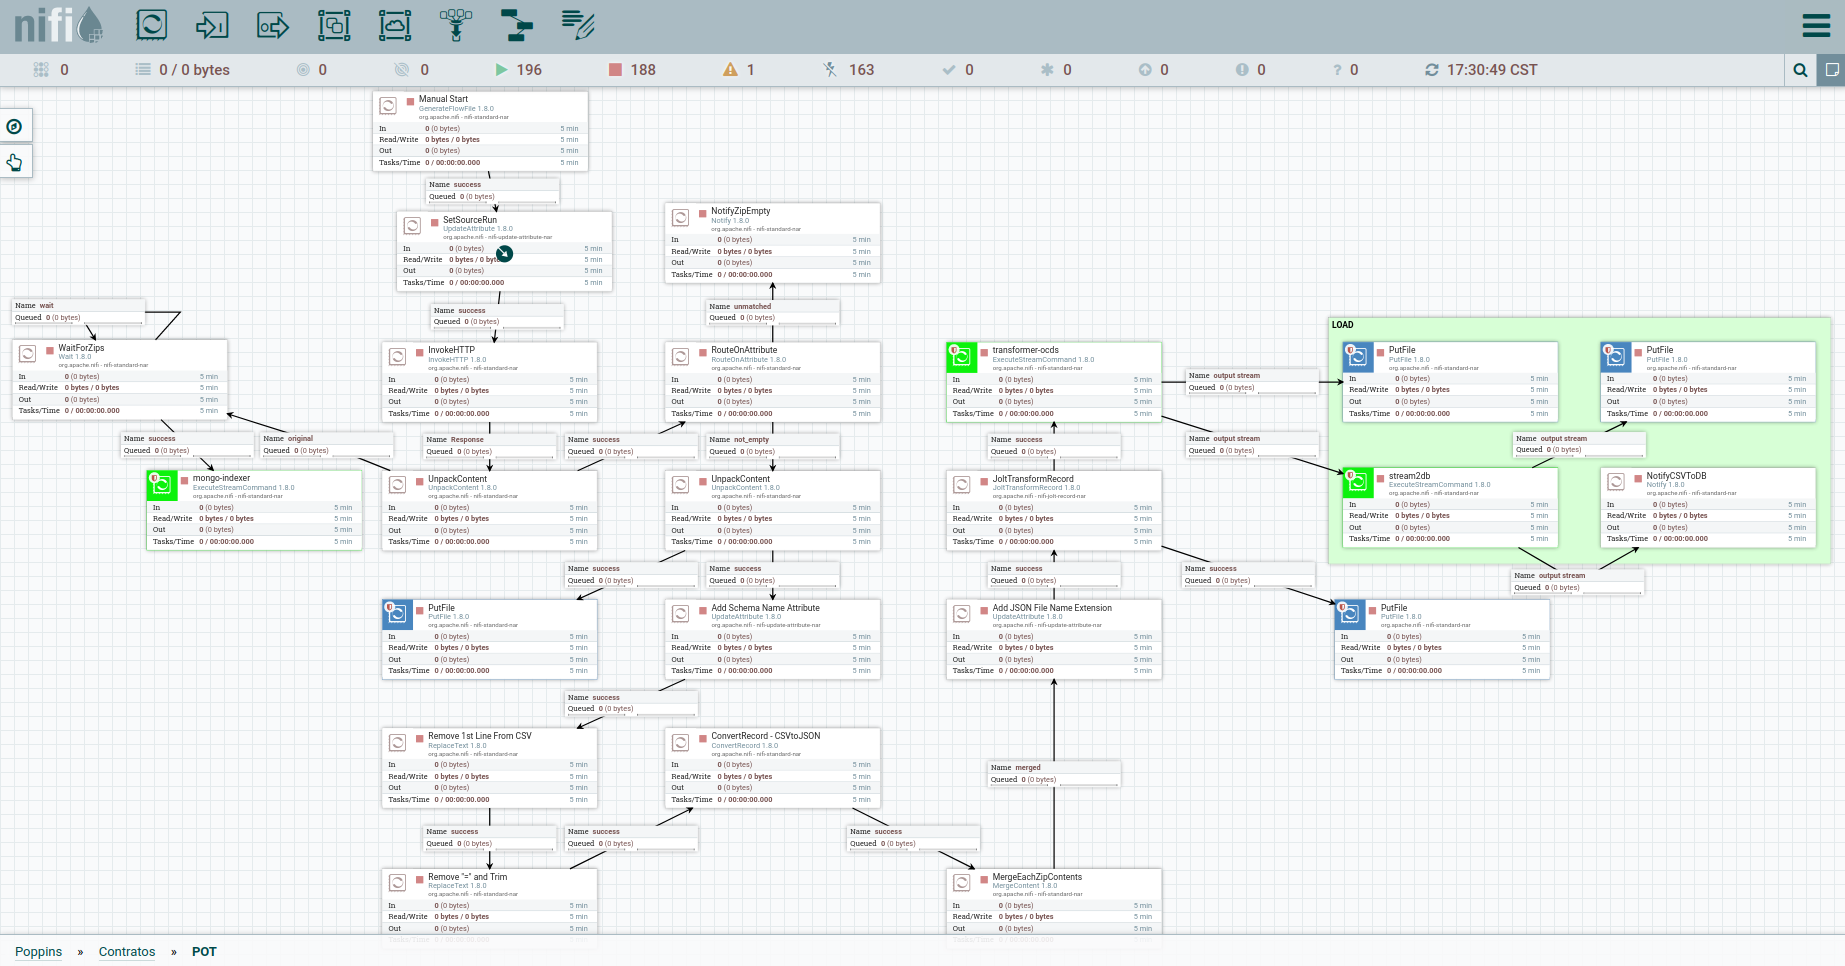 nifi
0 0 / 0 bytes 0 0 196 188 1 163 0 0 0 0 0 17:30:49 CST
Manual Start
GenerateFlowFile 1.8.0
org.apache.nifi - nifi-standard-nar
In 0 (0 bytes) 5 min
Read/Write 0 bytes / 0 bytes 5 min
Out 0 (0 bytes) 5 min
Tasks/Time 0 / 00:00:00.000 5 min
Name success
Queued 0 (0 bytes)
SetSourceRun
UpdateAttribute 1.8.0
org.apache.nifi - nifi-update-attribute-nar
In 0 (0 bytes) 5 min
Read/Write 0 bytes / 0 byte 5 min
Out 0 (0 bytes) 5 min
Tasks/Time 0 / 00:00:00.000 5 min
NotifyZipEmpty
Notify 1.8.0
org.apache.nifi - nifi-standard-nar
In 0 (0 bytes) 5 min
Read/Write 0 bytes / 0 bytes 5 min
Out 0 (0 bytes) 5 min
Tasks/Time 0 / 00:00:00.000 5 min
Name wait
Queued 0 (0 bytes)
Name success
Queued 0 (0 bytes)
Name unmatched
Queued 0 (0 bytes)
WaitForZips
Wait 1.8.0
org.apache.nifi - nifi-standard-nar
In 0 (0 bytes) 5 min
Read/Write 0 bytes / 0 bytes 5 min
Out 0 (0 bytes) 5 min
Tasks/Time 0 / 00:00:00.000 5 min
InvokeHTTP
InvokeHTTP 1.8.0
org.apache.nifi - nifi-standard-nar
In 0 (0 bytes) 5 min
Read/Write 0 bytes / 0 bytes 5 min
Out 0 (0 bytes) 5 min
Tasks/Time 0 / 00:00:00.000 5 min
RouteOnAttribute
RouteOnAttribute 1.8.0
org.apache.nifi - nifi-standard-nar
In 0 (0 bytes) 5 min
Read/Write 0 bytes / 0 bytes 5 min
Out 0 (0 bytes) 5 min
Tasks/Time 0 / 00:00:00.000 5 min
transformer-ocds
ExecuteStreamCommand 1.8.0
org.apache.nifi - nifi-standard-nar
In 0 (0 bytes) 5 min
Read/Write 0 bytes / 0 bytes 5 min
Out 0 (0 bytes) 5 min
Tasks/Time 0 / 00:00:00.000 5 min
Name output stream
Queued 0 (0 bytes)
LOAD
PutFile
PutFile 1.8.0
org.apache.nifi - nifi-standard-nar
In 0 (0 bytes) 5 min
Read/Write 0 bytes / 0 bytes 5 min
Out 0 (0 bytes) 5 min
Tasks/Time 0 / 00:00:00.000 5 min
PutFile
PutFile 1.8.0
org.apache.nifi - nifi-standard-nar
In 0 (0 bytes) 5 min
Read/Write 0 bytes / 0 bytes 5 min
Out 0 (0 bytes) 5 min
Tasks/Time 0 / 00:00:00.000 5 min
Name success
Queued 0 (0 bytes)
Name original
Queued 0 (0 bytes)
Name Response
Queued 0 (0 bytes)
Name success
Queued 0 (0 bytes)
Name not_empty
Queued 0 (0 bytes)
Name success
Queued 0 (0 bytes)
Name output stream
Queued 0 (0 bytes)
Name output stream
Queued 0 (0 bytes)
mongo-indexer
ExecuteStreamCommand 1.8.0
org.apache.nifi - nifi-standard-nar
In 0 (0 bytes) 5 min
Read/Write 0 bytes / 0 bytes 5 min
Out 0 (0 bytes) 5 min
Tasks/Time 0 / 00:00:00.000 5 min
UnpackContent
UnpackContent 1.8.0
org.apache.nifi - nifi-standard-nar
In 0 (0 bytes) 5 min
Read/Write 0 bytes / 0 bytes 5 min
Out 0 (0 bytes) 5 min
Tasks/Time 0 / 00:00:00.000 5 min
UnpackContent
UnpackContent 1.8.0
org.apache.nifi - nifi-standard-nar
In 0 (0 bytes) 5 min
Read/Write 0 bytes / 0 bytes 5 min
Out 0 (0 bytes) 5 min
Tasks/Time 0 / 00:00:00.000 5 min
JoltTransformRecord
JoltTransformRecord 1.8.0
org.apache.nifi - nifi-jolt-record-nar
In 0 (0 bytes) 5 min
Read/Write 0 bytes / 0 bytes 5 min
Out 0 (0 bytes) 5 min
Tasks/Time 0 / 00:00:00.000 5 min
stream2db
ExecuteStreamCommand 1.8.0
org.apache.nifi - nifi-standard-nar
In 0 (0 bytes) 5 min
Read/Write 0 bytes / 0 bytes 5 min
Out 0 (0 bytes) 5 min
Tasks/Time 0 / 00:00:00.000 5 min
NotifyCSVToDB
Notify 1.8.0
org.apache.nifi - nifi-standard-nar
In 0 (0 bytes) 5 min
Read/Write 0 bytes / 0 bytes 5 min
Out 0 (0 bytes) 5 min
Tasks/Time 0 / 00:00:00.000 5 min
Name success
Queued 0 (0 bytes)
Name success
Queued 0 (0 bytes)
Name success
Queued 0 (0 bytes)
Name success
Queued 0 (0 bytes)
Name output stream
Queued 0 (0 bytes)
PutFile
PutFile 1.8.0
org.apache.nifi - nifi-standard-nar
In 0 (0 bytes) 5 min
Read/Write 0 bytes / 0 bytes 5 min
Out 0 (0 bytes) 5 min
Tasks/Time 0 / 00:00:00.000 5 min
Add Schema Name Attribute
UpdateAttribute 1.8.0
org.apache.nifi - nifi-update-attribute-nar
In 0 (0 bytes) 5 min
Read/Write 0 bytes / 0 bytes 5 min
Out 0 (0 bytes) 5 min
Tasks/Time 0 / 00:00:00.000 5 min
Add JSON File Name Extension
UpdateAttribute 1.8.0
org.apache.nifi - nifi-update-attribute-nar
In 0 (0 bytes) 5 min
Read/Write 0 bytes / 0 bytes 5 min
Out 0 (0 bytes) 5 min
Tasks/Time 0 / 00:00:00.000 5 min
PutFile
PutFile 1.8.0
org.apache.nifi - nifi-standard-nar
In 0 (0 bytes) 5 min
Read/Write 0 bytes / 0 bytes 5 min
Out 0 (0 bytes) 5 min
Tasks/Time 0 / 00:00:00.000 5 min
Name success
Queued 0 (0 bytes)
Remove 1st Line From CSV
ReplaceText 1.8.0
org.apache.nifi - nifi-standard-nar
In 0 (0 bytes) 5 min
Read/Write 0 bytes / 0 bytes 5 min
Out 0 (0 bytes) 5 min
Tasks/Time 0 / 00:00:00.000 5 min
ConvertRecord - CSVtoJSON
ConvertRecord 1.8.0
org.apache.nifi - nifi-standard-nar
In 0 (0 bytes) 5 min
Read/Write 0 bytes / 0 bytes 5 min
Out 0 (0 bytes) 5 min
Tasks/Time 0 / 00:00:00.000 5 min
Name merged
Queued 0 (0 bytes)
Name success
Queued 0 (0 bytes)
Name success
Queued 0 (0 bytes)
Name success
Queued 0 (0 bytes)
Remove "=" and Trim
ReplaceText 1.8.0
org.apache.nifi - nifi-standard-nar
In 0 (0 bytes) 5 min
Read/Write 0 bytes / 0 bytes 5 min
Out 0 (0 bytes) 5 min
MergeEachZipContents
MergeContent 1.8.0
org.apache.nifi - nifi-standard-nar
In 0 (0 bytes) 5 min
Read/Write 0 bytes / 0 bytes 5 min
Out 0 (0 bytes) 5 min
Poppins » Contratos » POT